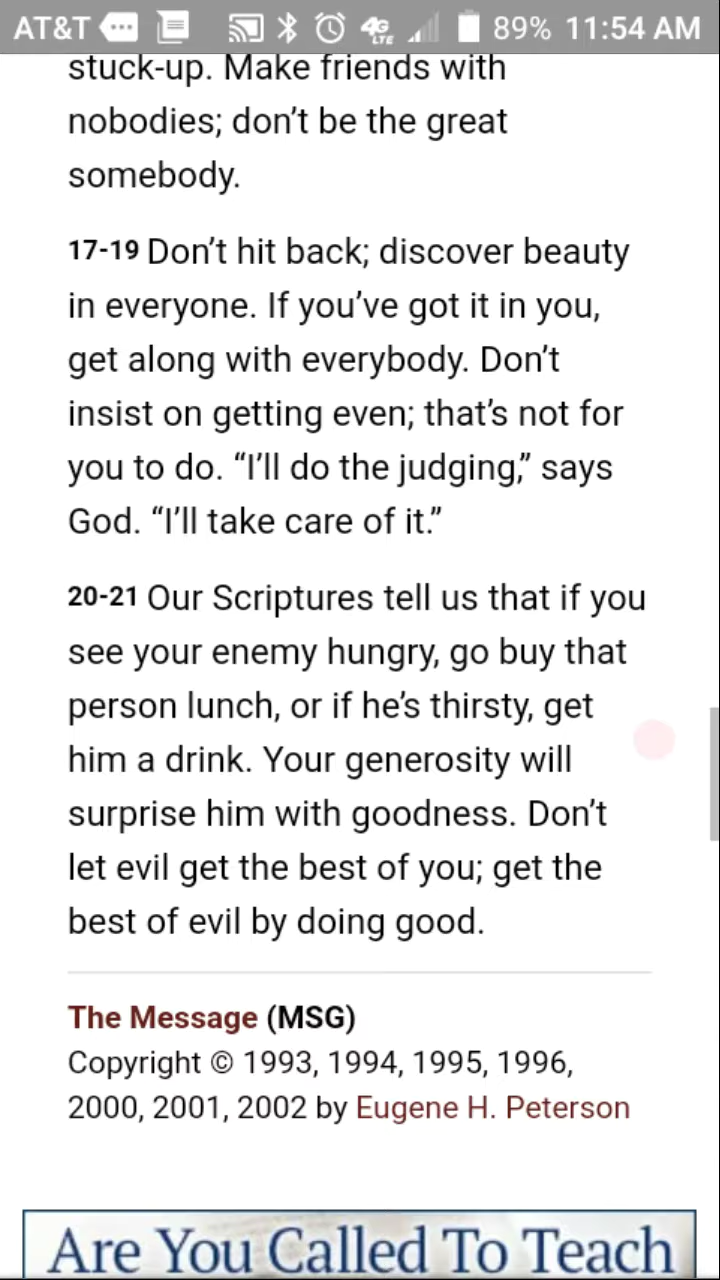 AT&T 4G LTE 89% 11:54 AM
stuck-up. Make friends with
nobodies; don’t be the great
somebody.
17-19 Don’t hit back; discover beauty
in everyone. If you’ve got it in you,
get along with everybody. Don’t
insist on getting even; that’s not for
you to do. “I’ll do the judging,” says
God. “I’ll take care of it.”
20-21 Our Scriptures tell us that if you
see your enemy hungry, go buy that
person lunch, or if he’s thirsty, get
him a drink. Your generosity will
surprise him with goodness. Don’t
let evil get the best of you; get the
best of evil by doing good.
The Message (MSG)
Copyright © 1993, 1994, 1995, 1996,
2000, 2001, 2002 by Eugene H. Peterson
Are You Called To Teach